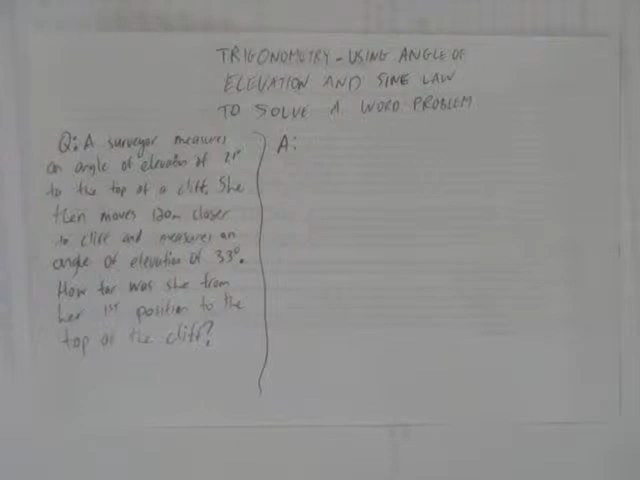 TRIGONOMETRY - USING ANGLE OF
ELEVATION AND SINE LAW
TO SOLVE A WORD PROBLEM
Q: A surveyor measures
an angle of elevation of
to the top of a cliff. She
then moves 120m closer
to cliff and measures an
angle of elevation of 33°.
How far was she from
her 1ST position to the
top of the cliff?
A: